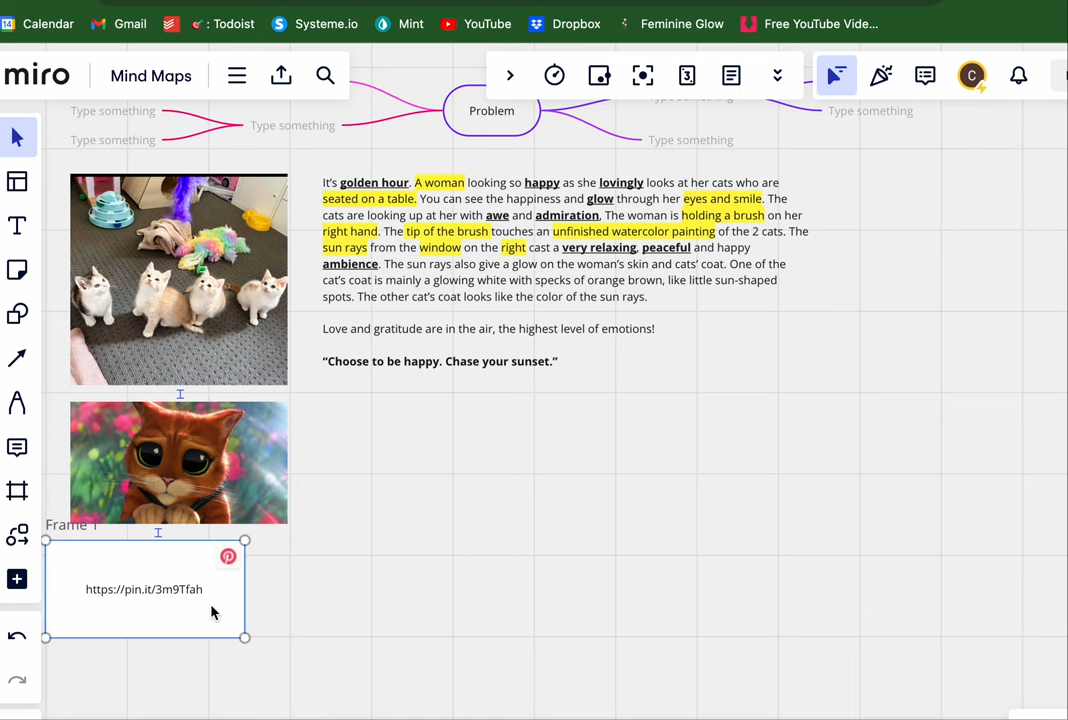 Calendar Gmail : Todoist Systeme.io Mint YouTube Dropbox Feminine Glow Free YouTube Vide...
miro Mind Maps
14
3
C
Type something
Type something
Type something
Problem
Type something
Type something
It's golden hour. A woman looking so happy as she lovingly looks at her cats who are
seated on a table. You can see the happiness and glow through her eyes and smile. The
cats are looking up at her with awe and admiration. The woman is holding a brush on her
right hand. The tip of the brush touches an unfinished watercolor painting of the 2 cats. The
sun rays from the window on the right cast a very relaxing, peaceful and happy
ambience. The sun rays also give a glow on the woman's skin and cats' coat. One of the
cat's coat is mainly a glowing white with specks of orange brown, like little sun-shaped
spots. The other cat's coat looks like the color of the sun rays.
Love and gratitude are in the air, the highest level of emotions!
“Choose to be happy. Chase your sunset.”
Frame 1
https://pin.it/3m9Tfah